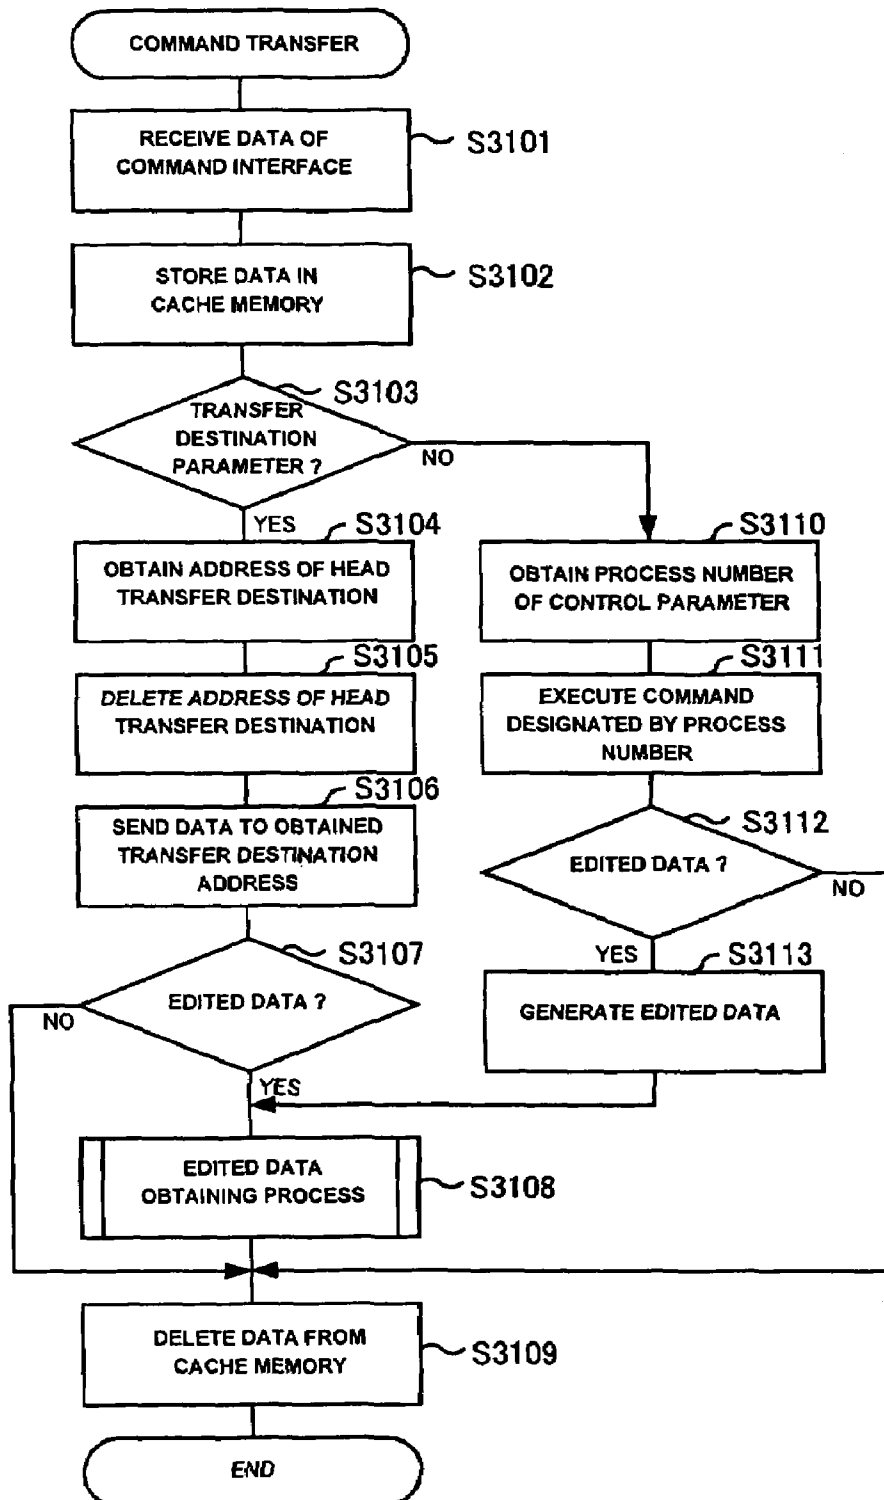 COMMAND TRANSFER
RECEIVE DATA OF
COMMAND INTERFACE
S3101
STORE DATA IN
CACHE MEMORY
S3102
S3103
TRANSFER
DESTINATION
PARAMETER ?
NO
YES
S3104
OBTAIN ADDRESS OF HEAD
TRANSFER DESTINATION
S3110
OBTAIN PROCESS NUMBER
OF CONTROL PARAMETER
S3105
DELETE ADDRESS OF HEAD
TRANSFER DESTINATION
S3111
EXECUTE COMMAND
DESIGNATED BY PROCESS
NUMBER
S3106
SEND DATA TO OBTAINED
TRANSFER DESTINATION
ADDRESS
S3112
EDITED DATA ?
NO
YES
S3107
EDITED DATA ?
NO
YES
S3113
GENERATE EDITED DATA
EDITED DATA
OBTAINING PROCESS
S3108
DELETE DATA FROM
CACHE MEMORY
S3109
END